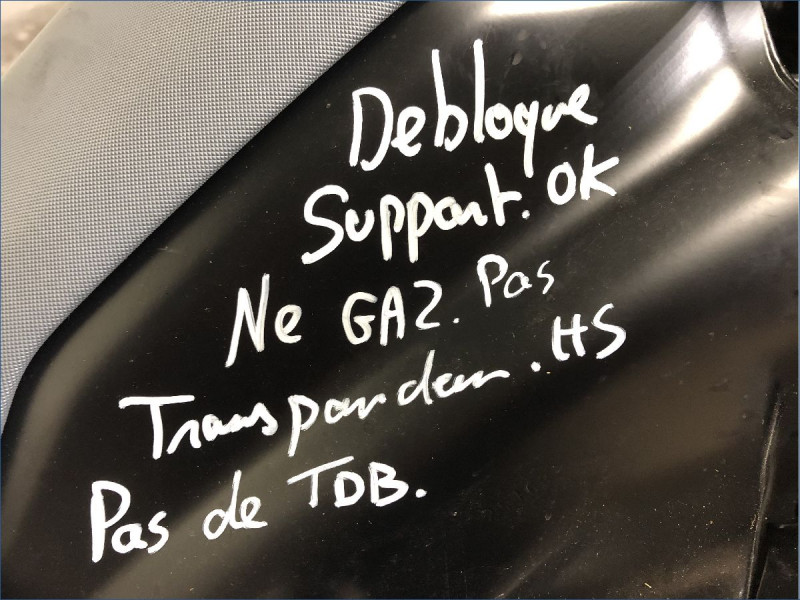 Debloque
Support. OK
Ne GAZ. Pas
Transpondeur. HS
Pas de TDB.